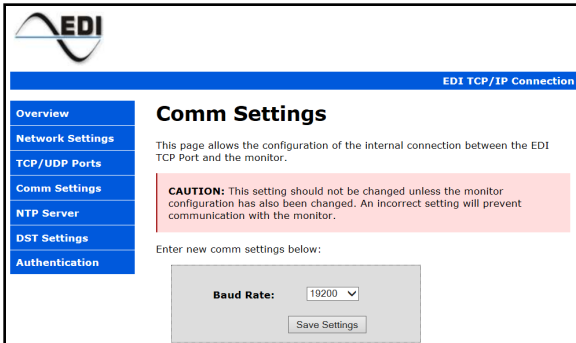 EDI
EDI TCP/IP Connection
Overview
Network Settings
TCP/UDP Ports
Comm Settings
NTP Server
DST Settings
Authentication
Comm Settings
This page allows the configuration of the internal connection between the EDI
TCP Port and the monitor.
CAUTION: This setting should not be changed unless the monitor
configuration has also been changed. An incorrect setting will prevent
communication with the monitor.
Enter new comm settings below:
Baud Rate: 19200
Save Settings